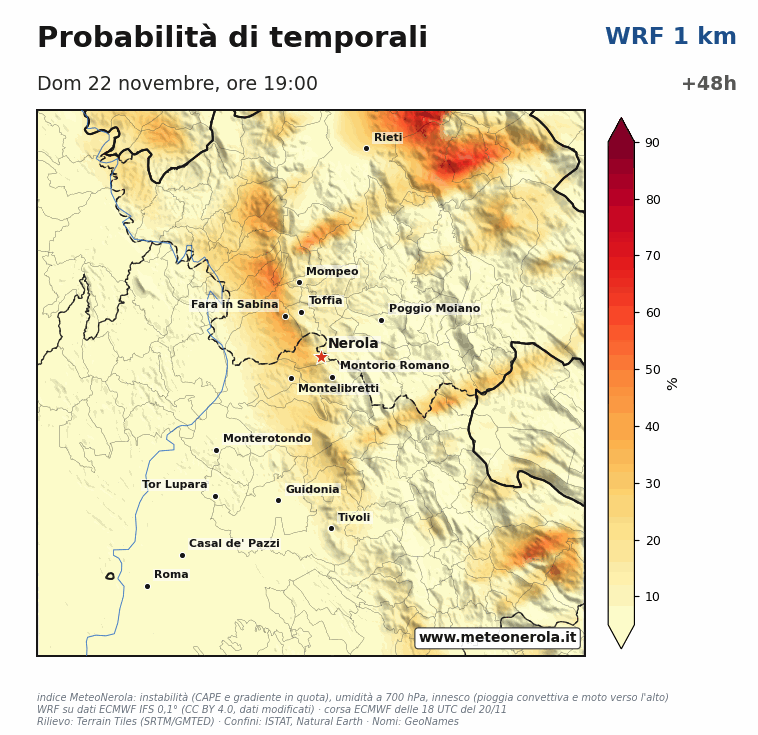 Probabilità di temporali
WRF 1 km
Dom 22 novembre, ore 19:00
+48h
Rieti
Mompeo
Toffia
Fara in Sabina
Poggio Moiano
Nerola
Montorio Romano
Montelibretti
Monterotondo
Tor Lupara
Guidonia
Tivoli
Casal de' Pazzi
Roma
www.meteonerola.it
90
80
70
60
50
40
30
20
10
%
indice MeteoNerola: instabilità (CAPE e gradiente in quota), umidità a 700 hPa, innesco (pioggia convettiva e moto verso l'alto)
WRF su dati ECMWF IFS 0,1° (CC BY 4.0, dati modificati) · corsa ECMWF delle 18 UTC del 20/11
Rilievo: Terrain Tiles (SRTM/GMTED) · Confini: ISTAT, Natural Earth · Nomi: GeoNames